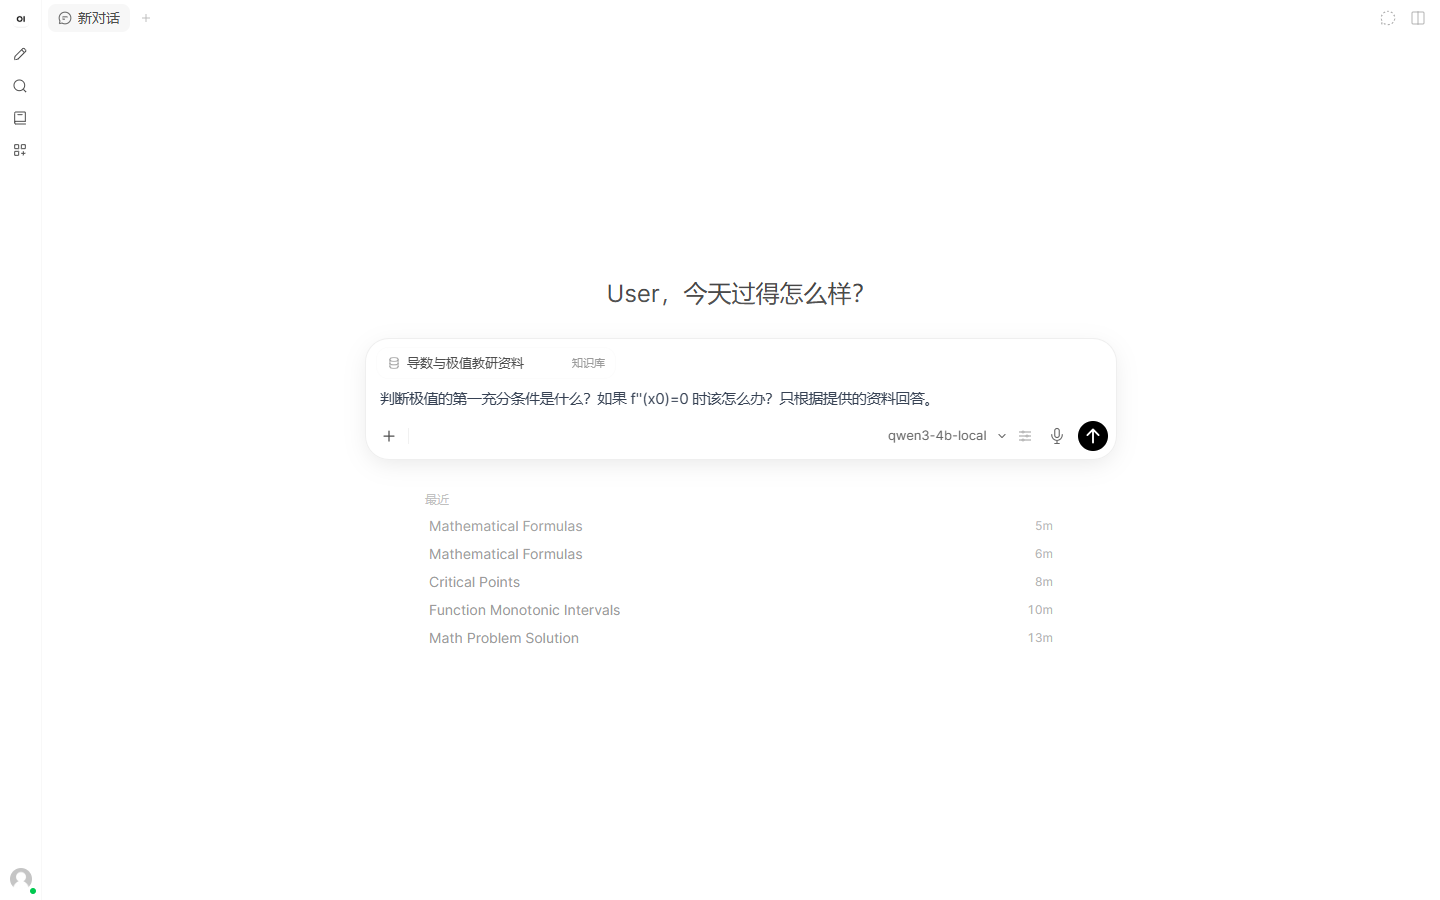 OI
新对话
User，今天过得怎么样？
导数与极值教研资料 知识库
判断极值的第一充分条件是什么？如果 f''(x0)=0 时该怎么办？只根据提供的资料回答。
qwen3-4b-local
最近
Mathematical Formulas 5m
Mathematical Formulas 6m
Critical Points 8m
Function Monotonic Intervals 10m
Math Problem Solution 13m